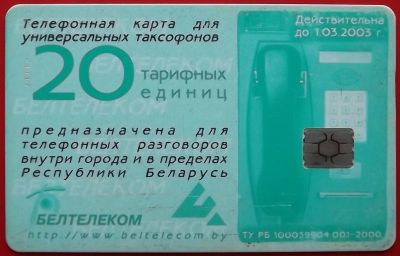 Телефонная карта для
универсальных таксофонов
Действительна
до 1.03.2003 г.
20 тарифных
единиц
БЕЛТЕЛЕКОМ
предназначена для
телефонных разговоров
внутри города и в пределах
Республики Беларусь
БЕЛТЕЛЕКОМ
http://www.beltelecom.by
ТУ РБ 100039904.001-2000